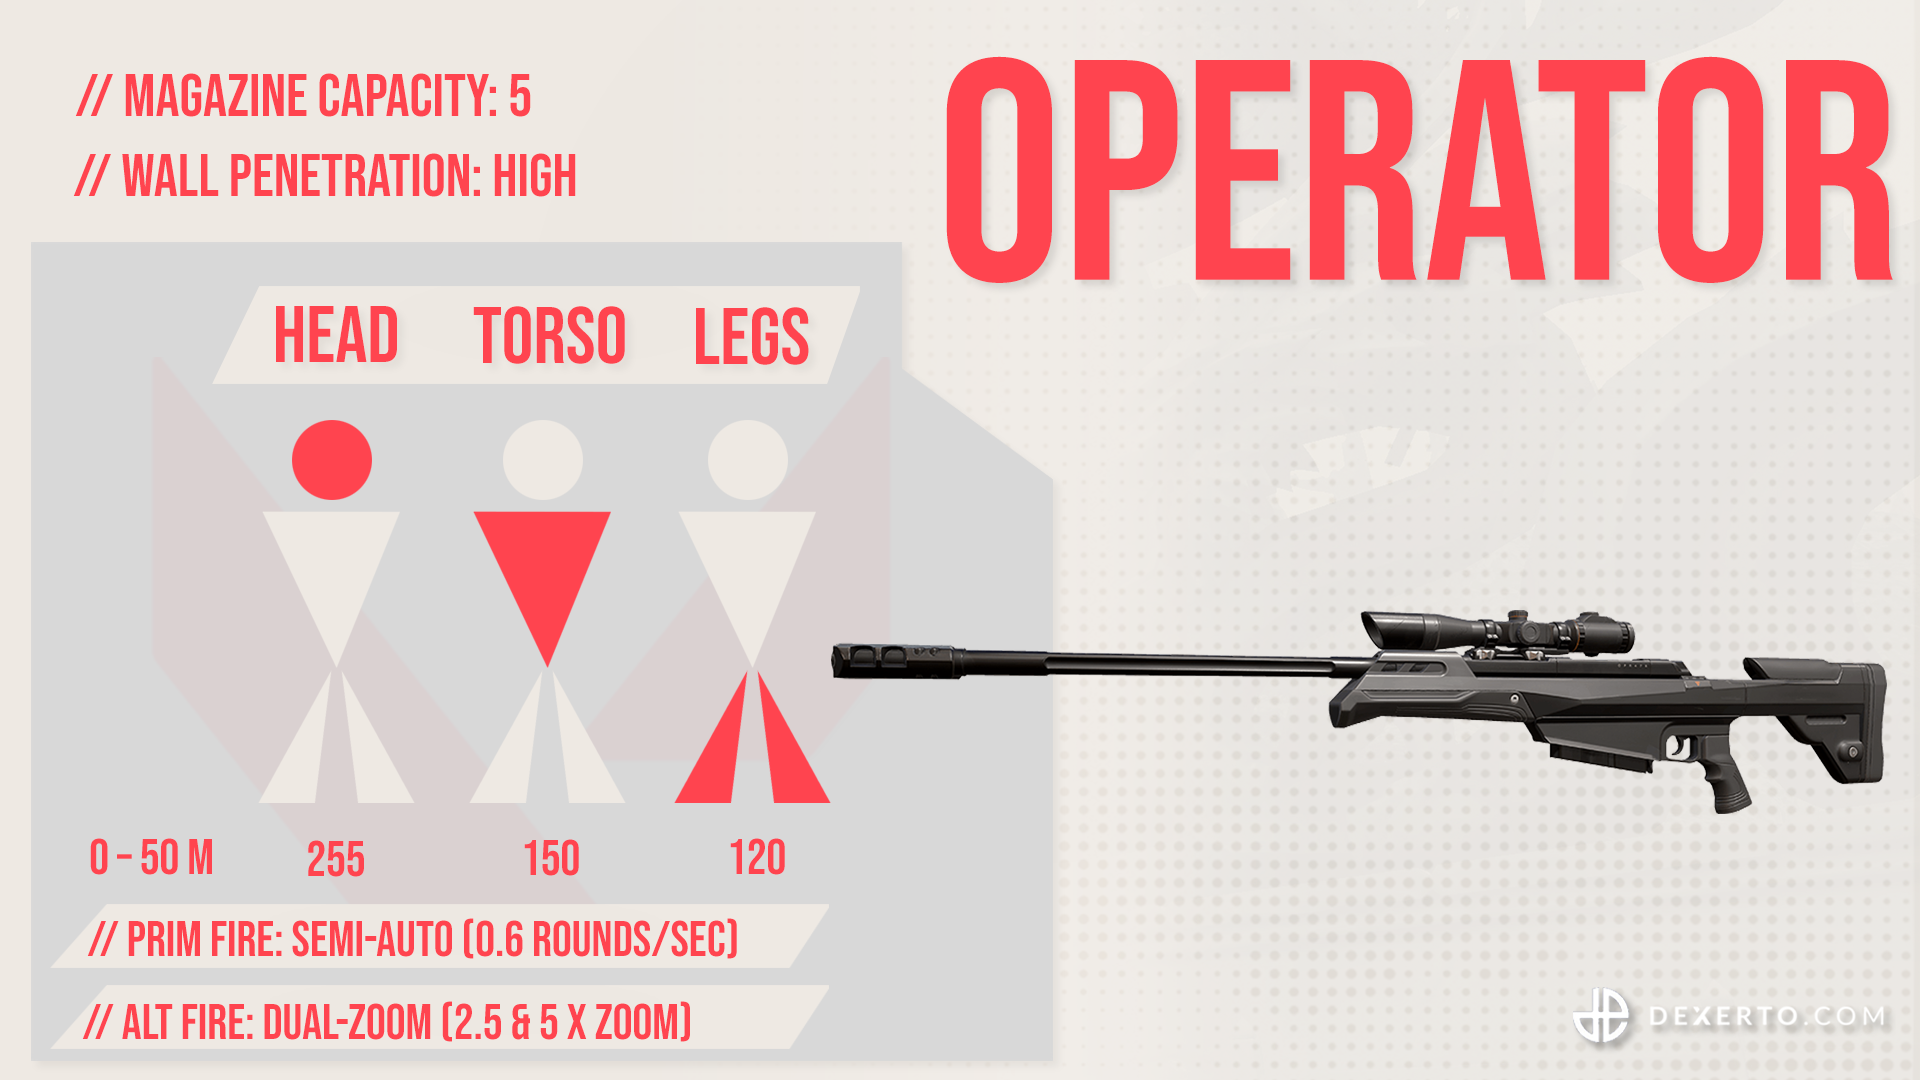 // MAGAZINE CAPACITY: 5
// WALL PENETRATION: HIGH
OPERATOR
HEAD TORSO LEGS
0 – 50 M 255 150 120
// PRIM FIRE: SEMI-AUTO (0.6 ROUNDS/SEC)
// ALT FIRE: DUAL-ZOOM (2.5 & 5 X ZOOM)
DEXERTO.COM